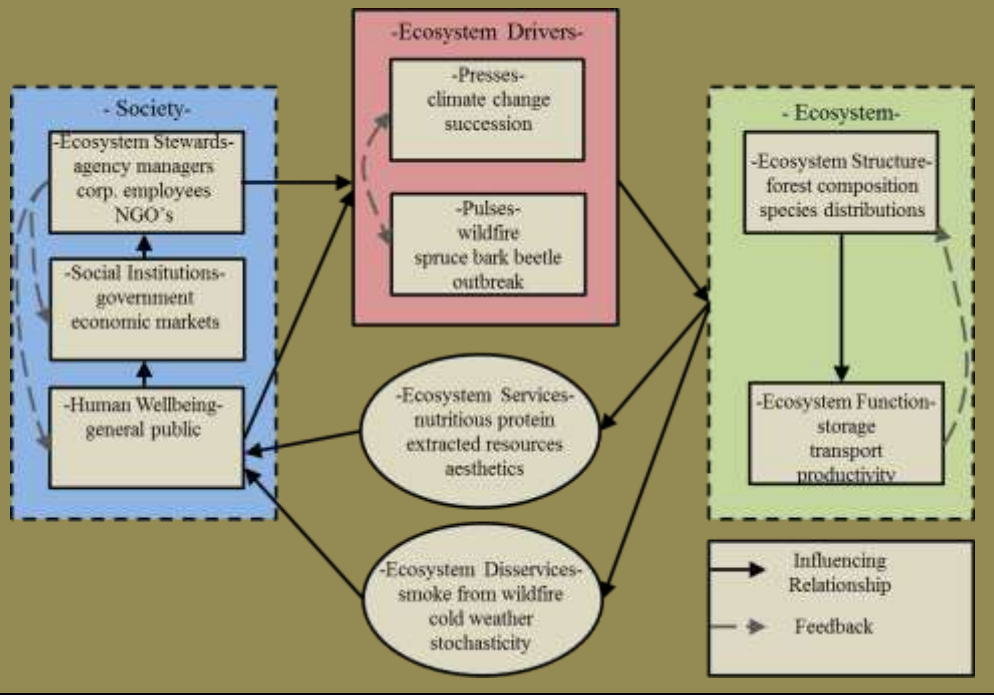 -Ecosystem Drivers-
-Presses-
climate change
succession
-Pulses-
wildfire
spruce bark beetle
outbreak
- Society-
-Ecosystem Stewards-
agency managers
corp. employees
NGO´s
-Social Institutions-
government
economic markets
-Human Wellbeing-
general public
-Ecosystem Services-
nutritious protein
extracted resources
aesthetics
-Ecosystem Disservices-
smoke from wildfire
cold weather
stochasticity
- Ecosystem-
-Ecosystem Structure-
forest composition
species distributions
-Ecosystem Function-
storage
transport
productivity
Influencing
Relationship
Feedback